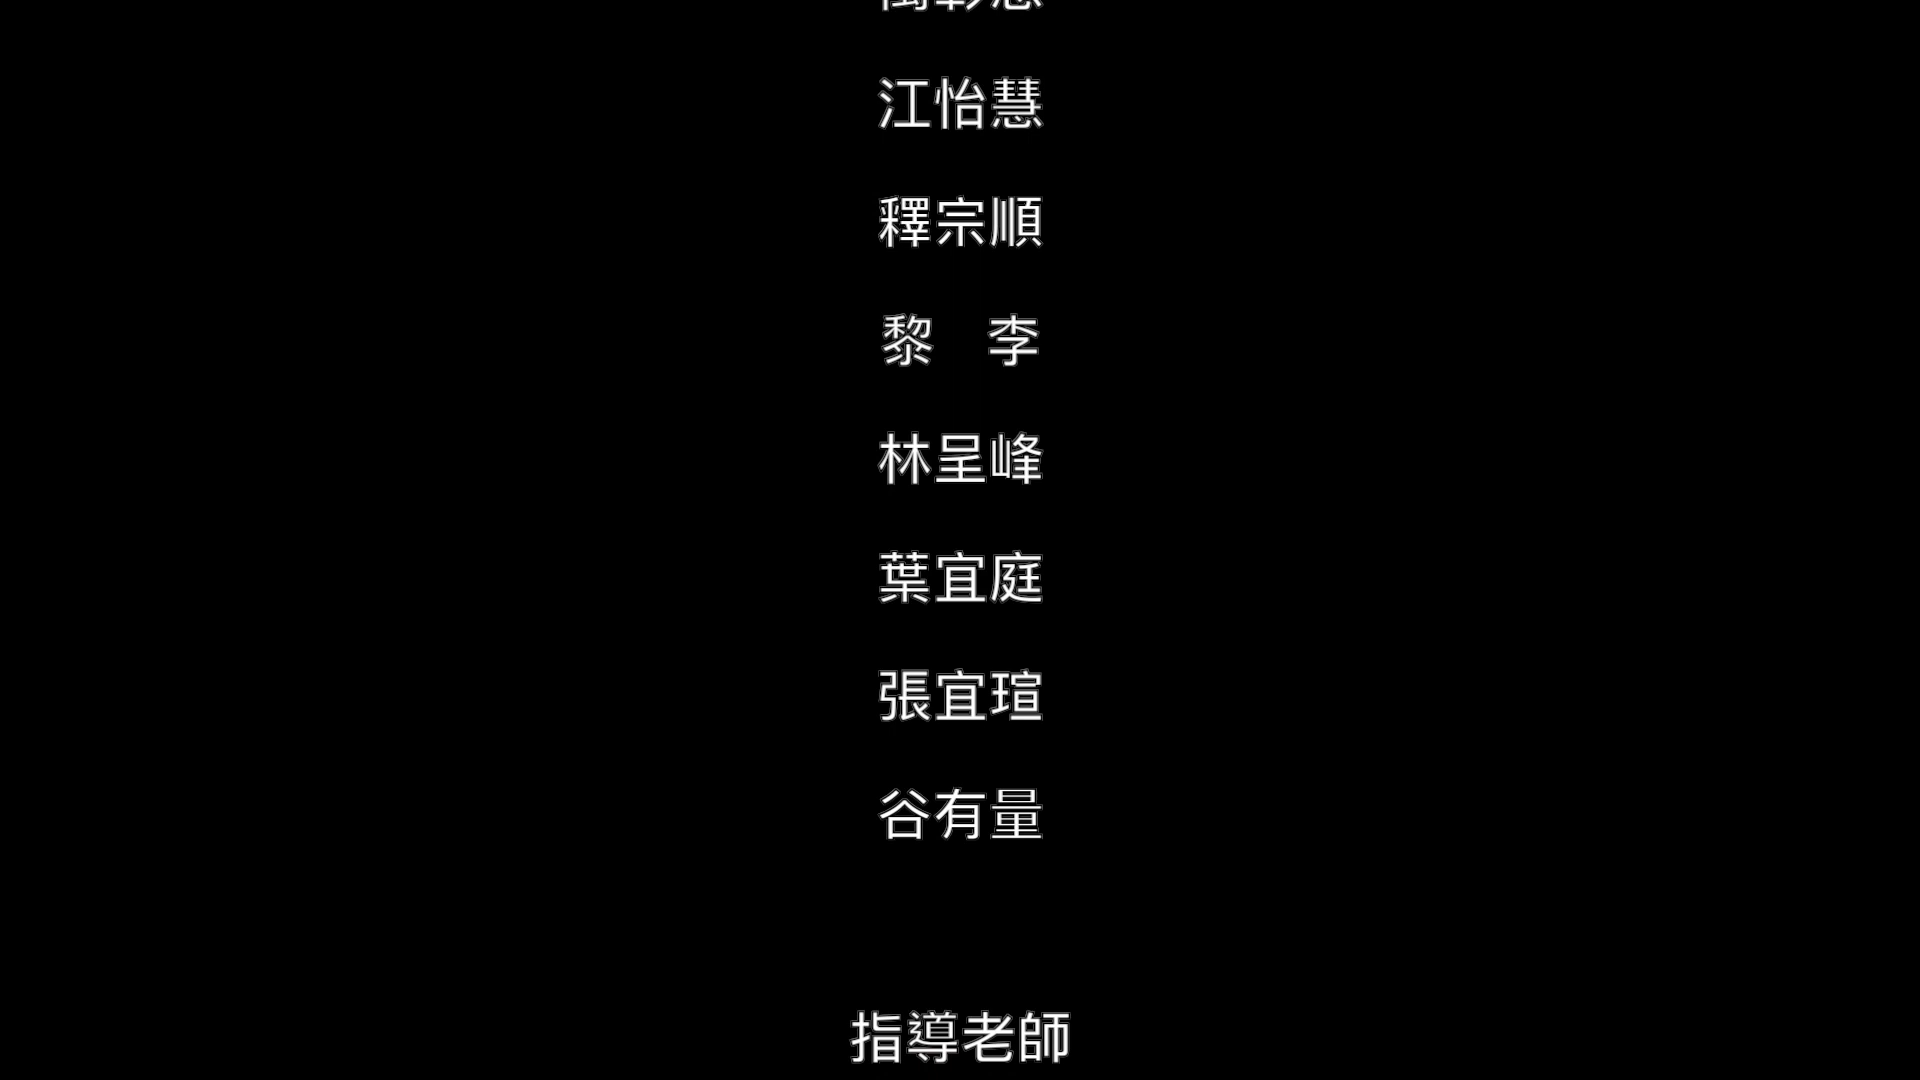 江怡慧
釋宗順
黎　李
林呈峰
葉宜庭
張宜瑄
谷有量
指導老師